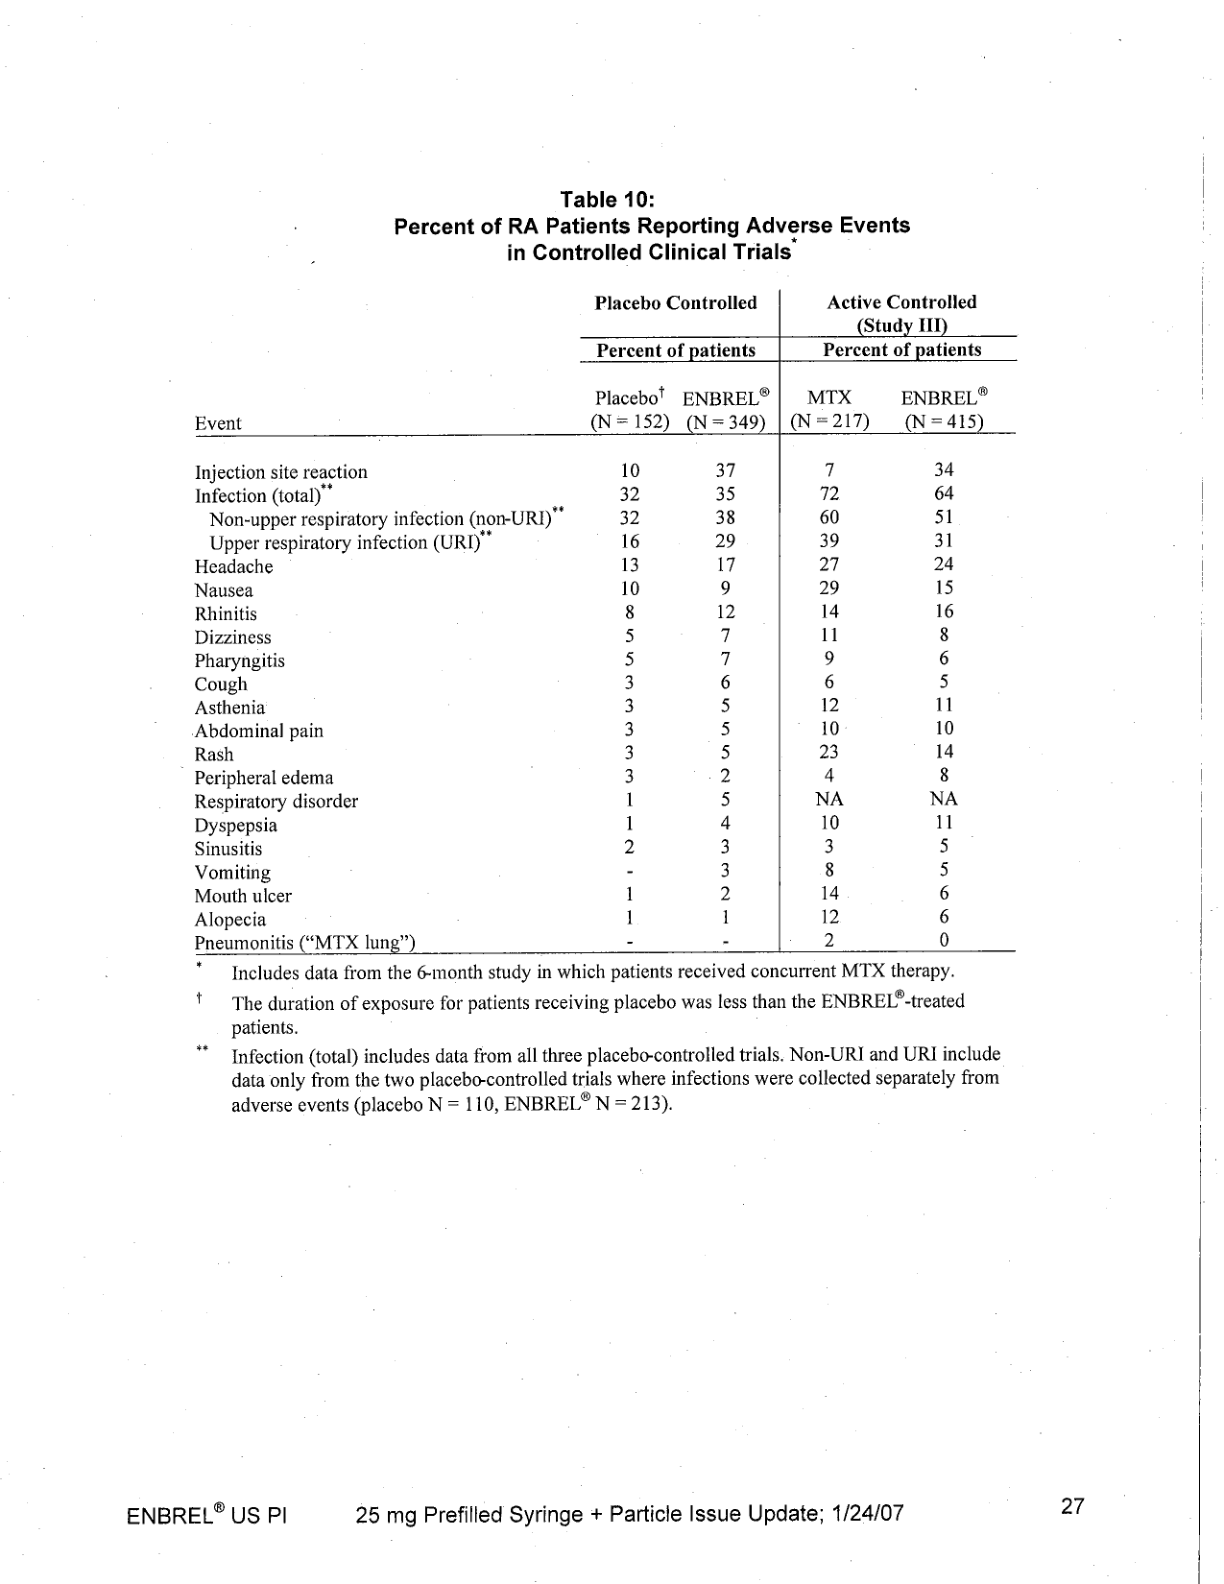 Table 10:
Percent of RA Patients Reporting Adverse Events
in Controlled Clinical Trials*
Placebo Controlled Active Controlled
(Study III)
Percent of patients Percent of patients
Placebo† ENBREL® MTX ENBREL®
Event (N = 152) (N = 349) (N = 217) (N = 415)
Injection site reaction 10 37 7 34
Infection (total)** 32 35 72 64
Non-upper respiratory infection (non-URI)** 32 38 60 51
Upper respiratory infection (URI)** 16 29 39 31
Headache 13 17 27 24
Nausea 10 9 29 15
Rhinitis 8 12 14 16
Dizziness 5 7 11 8
Pharyngitis 5 7 9 6
Cough 3 6 6 5
Asthenia 3 5 12 11
Abdominal pain 3 5 10 10
Rash 3 5 23 14
Peripheral edema 3 2 4 8
Respiratory disorder 1 5 NA NA
Dyspepsia 1 4 10 11
Sinusitis 2 3 3 5
Vomiting - 3 8 5
Mouth ulcer 1 2 14 6
Alopecia 1 1 12 6
Pneumonitis (“MTX lung”) - - 2 0
* Includes data from the 6-month study in which patients received concurrent MTX therapy.
† The duration of exposure for patients receiving placebo was less than the ENBREL®-treated
patients.
** Infection (total) includes data from all three placebo-controlled trials. Non-URI and URI include
data only from the two placebo-controlled trials where infections were collected separately from
adverse events (placebo N = 110, ENBREL® N = 213).
ENBREL® US PI 25 mg Prefilled Syringe + Particle Issue Update; 1/24/07 27